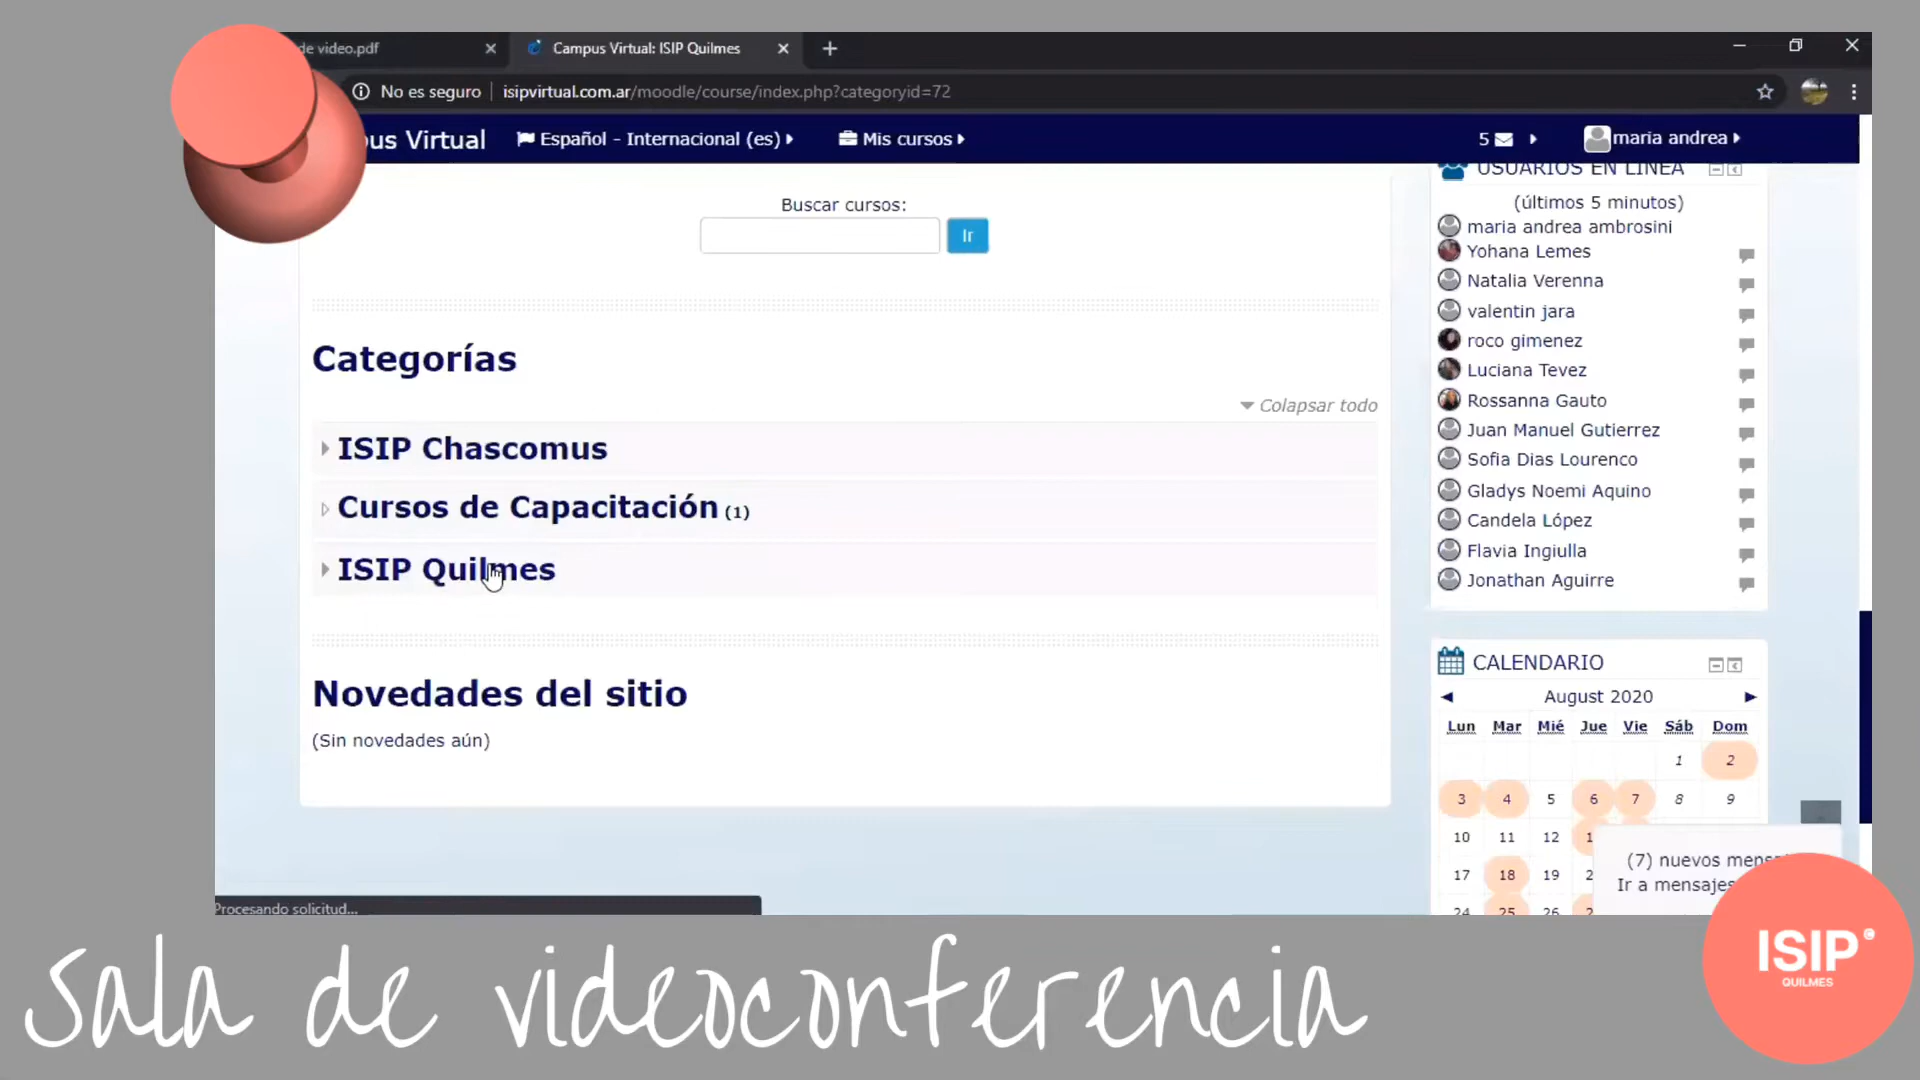 de video.pdf
Campus Virtual: ISIP Quilmes
No es seguro
isipvirtual.com.ar/moodle/course/index.php?categoryid=72
us Virtual
Español - Internacional (es)
Mis cursos
5
maria andrea
Buscar cursos:
Ir
Categorías
Colapsar todo
ISIP Chascomus
Cursos de Capacitación (1)
ISIP Quilmes
Novedades del sitio
(Sin novedades aún)
USUARIOS EN LÍNEA
(últimos 5 minutos)
maria andrea ambrosini
Yohana Lemes
Natalia Verenna
valentin jara
roco gimenez
Luciana Tevez
Rossanna Gauto
Juan Manuel Gutierrez
Sofia Dias Lourenco
Gladys Noemi Aquino
Candela López
Flavia Ingiulla
Jonathan Aguirre
CALENDARIO
August 2020
Lun Mar Mié Jue Vie Sáb Dom
1 2
3 4 5 6 7 8 9
10 11 12
17 18 19
24 25 26
(7) nuevos mens
Ir a mensajes
Procesando solicitud...
Sala de videoconferencia
ISIP©
QUILMES